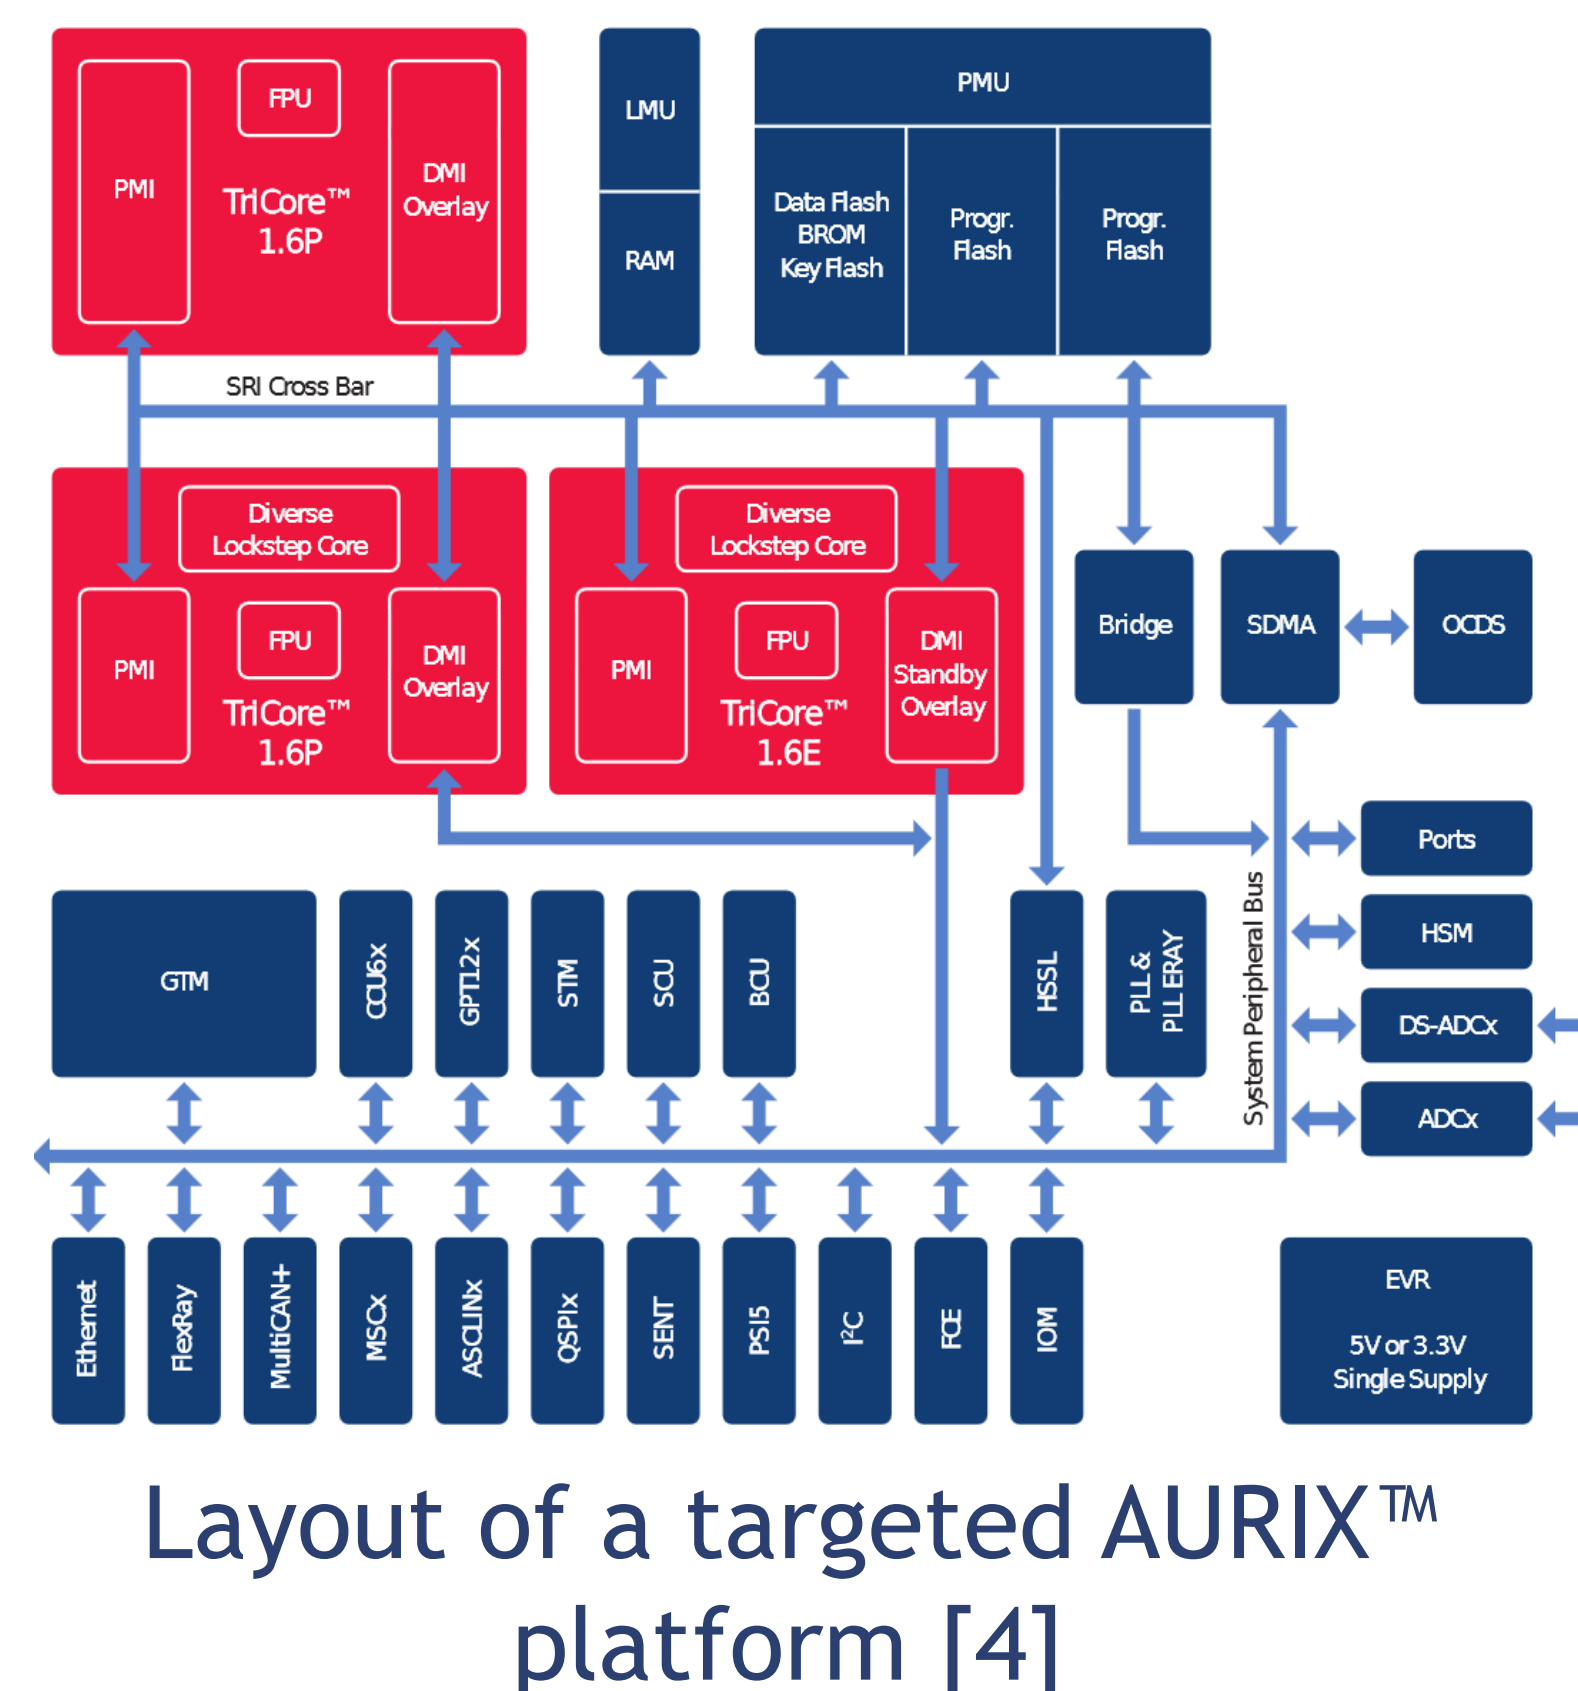 PMI
FPU
TriCore™
1.6P
DMI
Overlay
LMU
RAM
PMU
Data Flash
BROM
Key Flash
Progr.
Flash
Progr.
Flash
SRI Cross Bar
Diverse
Lockstep Core
PMI
FPU
TriCore™
1.6P
DMI
Overlay
Diverse
Lockstep Core
PMI
FPU
TriCore™
1.6E
DMI
Standby
Overlay
Bridge
SDMA
OCDS
Ports
HSM
DS-ADCx
ADCx
System Peripheral Bus
GTM
CCU6x
GPT12x
STM
SCU
BCU
HSSL
PLL &
PLL ERAY
Ethernet
FlexRay
MultiCAN+
MSCx
ASCLINx
QSPIx
SENT
PSI5
I²C
FCE
IOM
EVR
5V or 3.3V
Single Supply
Layout of a targeted AURIX™
platform [4]